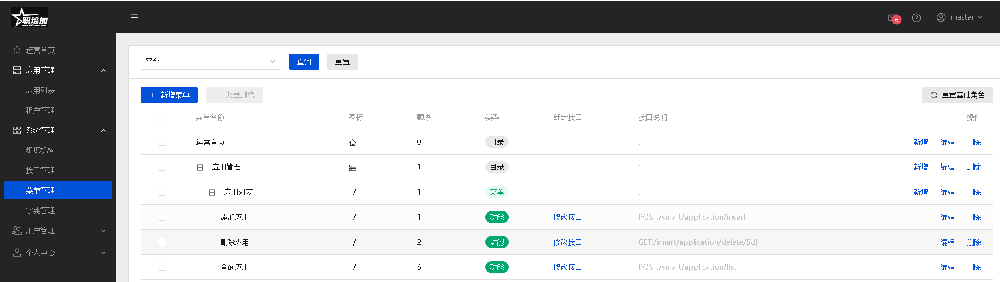 职培加
HiCareer
6
master
运营首页
应用管理
应用列表
租户管理
系统管理
组织机构
接口管理
菜单管理
字典管理
用户管理
个人中心
平台
查询
重置
新增菜单
批量删除
重置基础角色
菜单名称 图标 顺序 类型 绑定接口 接口说明 操作
运营首页 0 目录 : 新增 编辑 删除
应用管理 1 目录 : 新增 编辑 删除
应用列表 / 1 菜单 : 新增 编辑 删除
添加应用 / 1 功能 修改接口 POST:/smart/application/insert 编辑 删除
删除应用 / 2 功能 修改接口 GET:/smart/application/delete/{id} 编辑 删除
查询应用 / 3 功能 修改接口 POST:/smart/application/list 编辑 删除